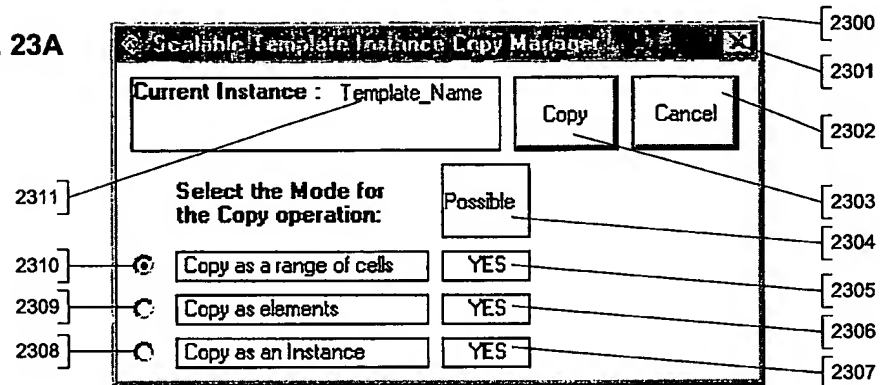 23A
2300
Scalable Template Instance Copy Manager
2301
Current Instance : Template_Name
Copy
Cancel
2302
2311
Select the Mode for
the Copy operation:
Possible
2303
2304
2310
Copy as a range of cells
YES
2305
2309
Copy as elements
YES
2306
2308
Copy as an Instance
YES
2307